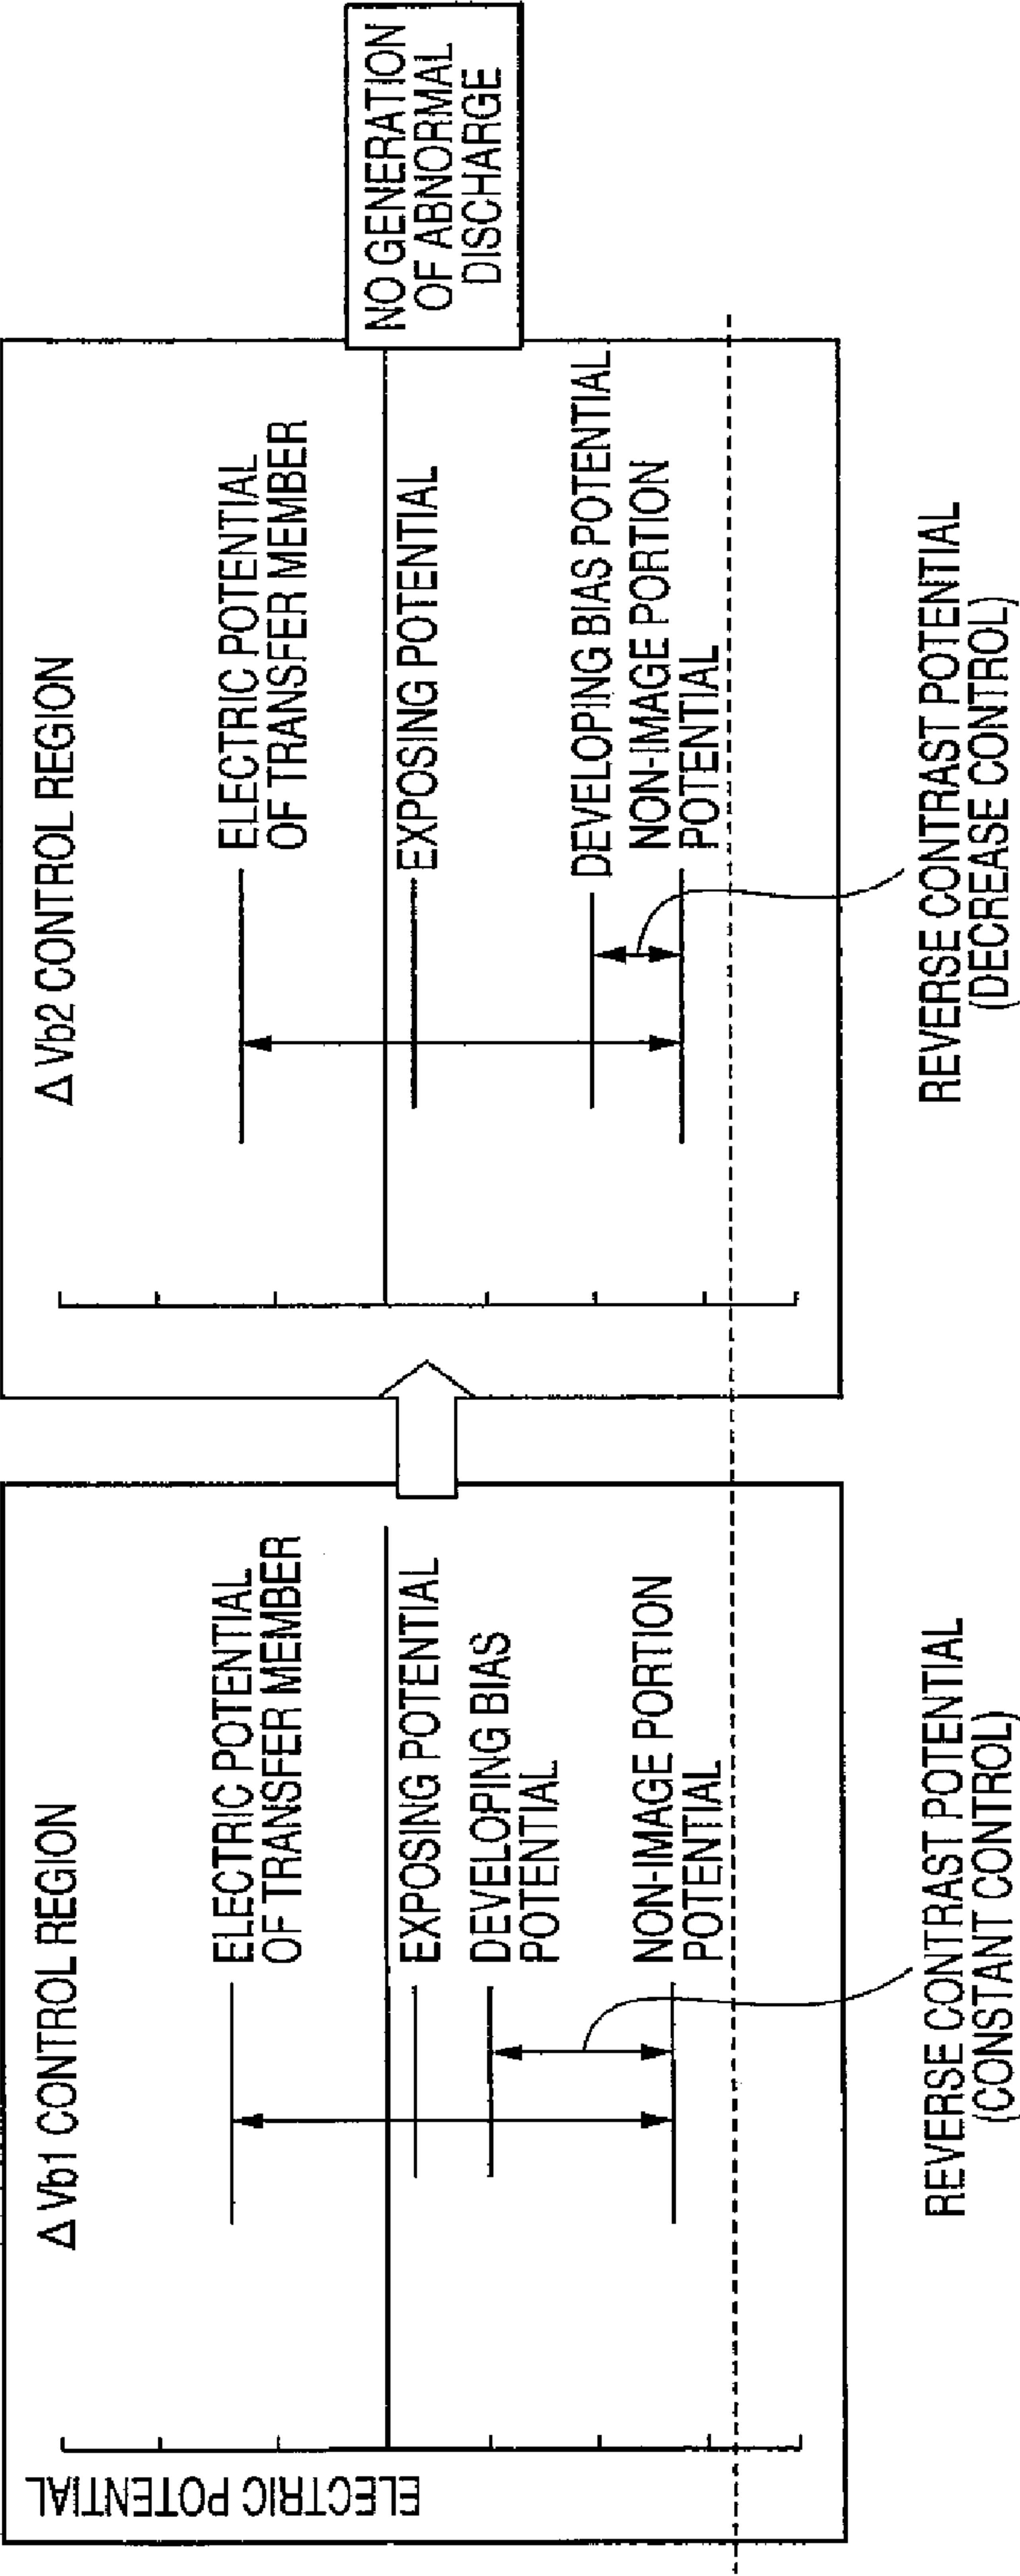 ELECTRIC POTENTIAL
Δ Vb1 CONTROL REGION
ELECTRIC POTENTIAL
OF TRANSFER MEMBER
EXPOSING POTENTIAL
DEVELOPING BIAS
POTENTIAL
NON-IMAGE PORTION
POTENTIAL
REVERSE CONTRAST POTENTIAL
(CONSTANT CONTROL)
Δ Vb2 CONTROL REGION
ELECTRIC POTENTIAL
OF TRANSFER MEMBER
EXPOSING POTENTIAL
DEVELOPING BIAS POTENTIAL
NON-IMAGE PORTION
POTENTIAL
REVERSE CONTRAST POTENTIAL
(DECREASE CONTROL)
NO GENERATION
OF ABNORMAL
DISCHARGE